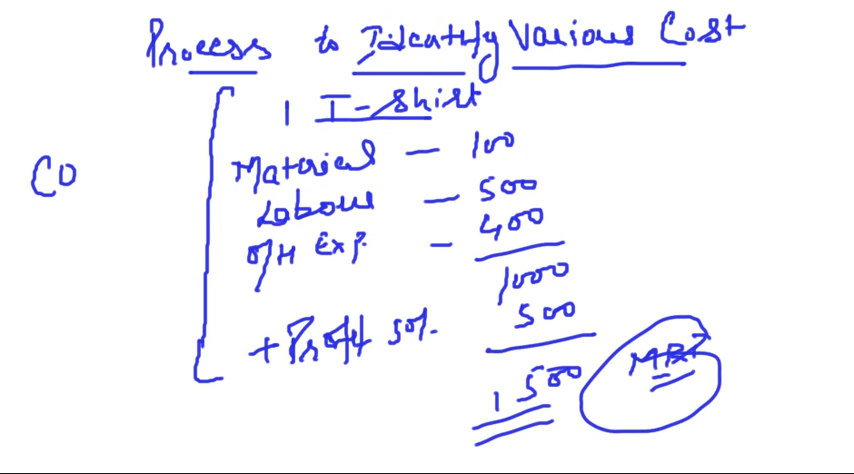 Process to Identify Various Cost
1 T-Shirt
CO
Material - 100
Labour - 500
O/H Exp. - 400
1000
+ Profit 50%. 500
1500
MRP